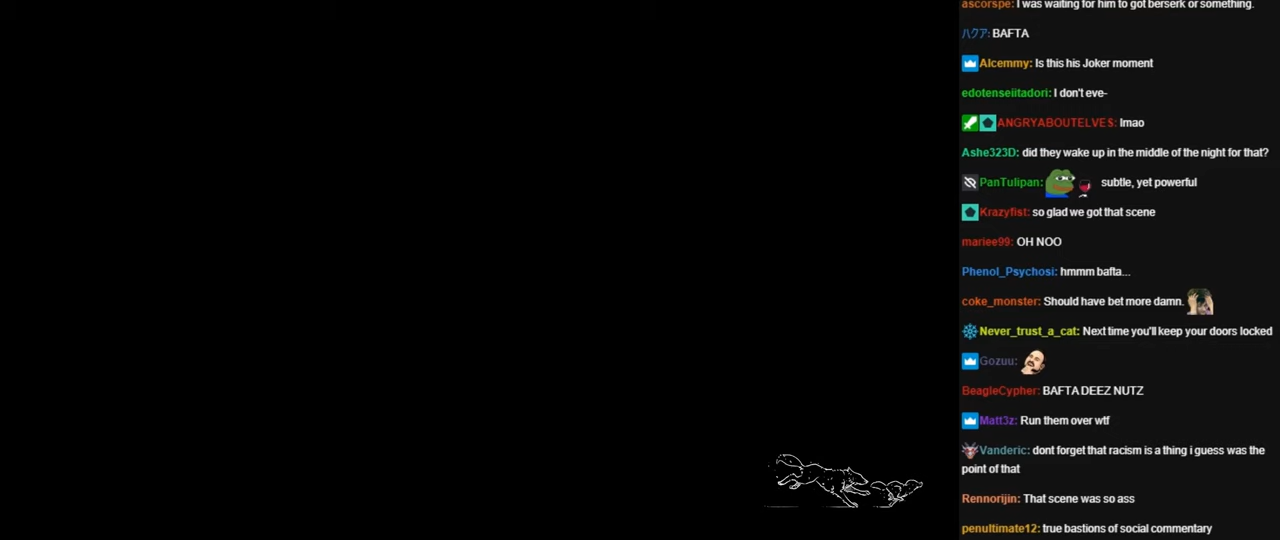 ascorspe: I was waiting for him to got berserk or something.
ハクア: BAFTA
Alcemmy: Is this his Joker moment
edotenseiitadori: I don't eve-
ANGRYABOUTELVES: lmao
Ashe323D: did they wake up in the middle of the night for that?
PanTulipan: subtle, yet powerful
Krazyfist: so glad we got that scene
mariee99: OH NOO
Phenol_Psychosi: hmmm bafta...
coke_monster: Should have bet more damn.
Never_trust_a_cat: Next time you'll keep your doors locked
Gozuu:
BeagleCypher: BAFTA DEEZ NUTZ
Matt3z: Run them over wtf
Vanderic: dont forget that racism is a thing i guess was the
point of that
Rennorijin: That scene was so ass
penultimate12: true bastions of social commentary